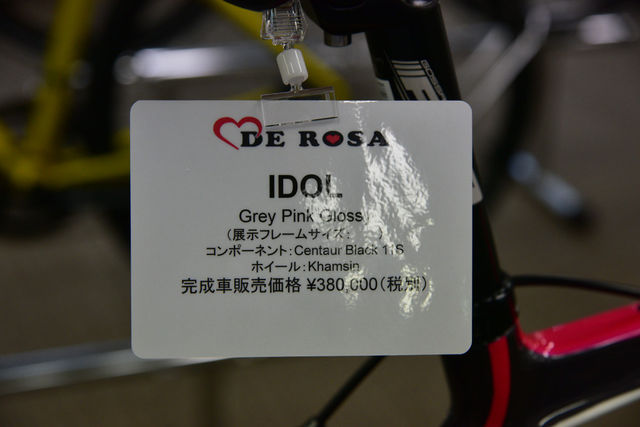 DE ROSA
IDOL
Grey Pink Glossy
(展示フレームサイズ: )
コンポーネント:Centaur Black 11S
ホイール:Khamsin
完成車販売価格 ¥380,000(税別)